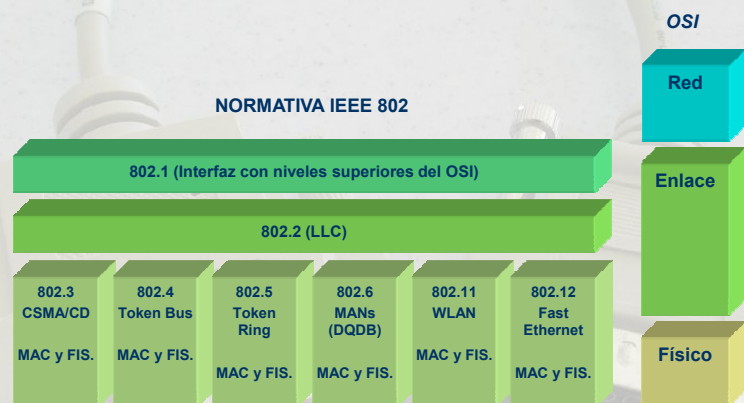 OSI
Red
NORMATIVA IEEE 802
802.1 (Interfaz con niveles superiores del OSI)
Enlace
802.2 (LLC)
802.3
CSMA/CD
MAC y FIS.
802.4
Token Bus
MAC y FIS.
802.5
Token
Ring
MAC y FIS.
802.6
MANs
(DQDB)
MAC y FIS.
802.11
WLAN
MAC y FIS.
802.12
Fast
Ethernet
MAC y FIS.
Físico